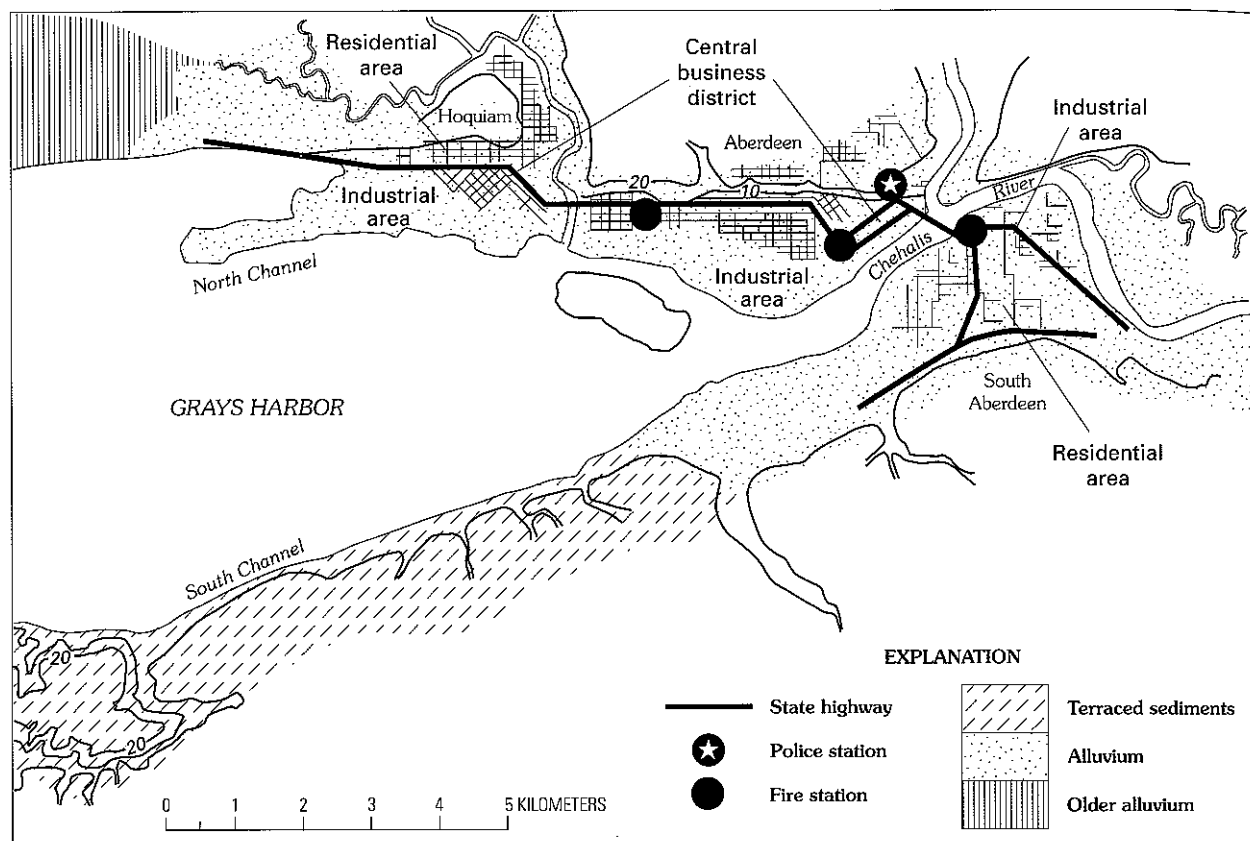 Residential
area
Central
business
district
Industrial
area
Hoquiam
Aberdeen
20
10
River
Industrial
area
Chehalis
North Channel
Industrial
area
GRAYS HARBOR
South
Aberdeen
Residential
area
South Channel
20
20
EXPLANATION
State highway
Police station
Fire station
Terraced sediments
Alluvium
Older alluvium
0 1 2 3 4 5 KILOMETERS